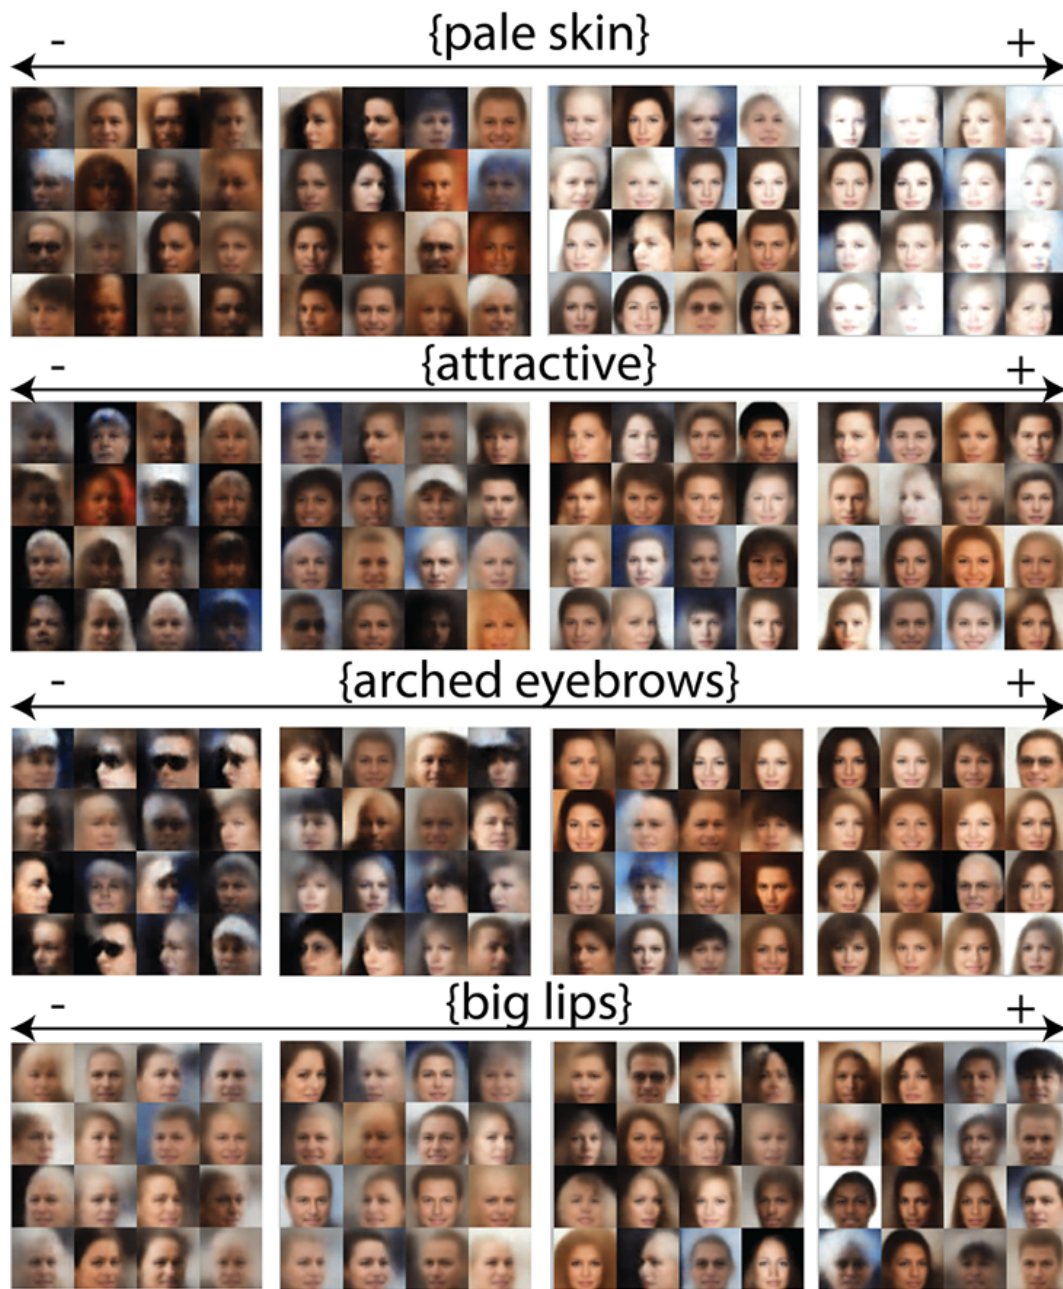 {pale skin}
- +
{attractive}
- +
{arched eyebrows}
- +
{big lips}
- +